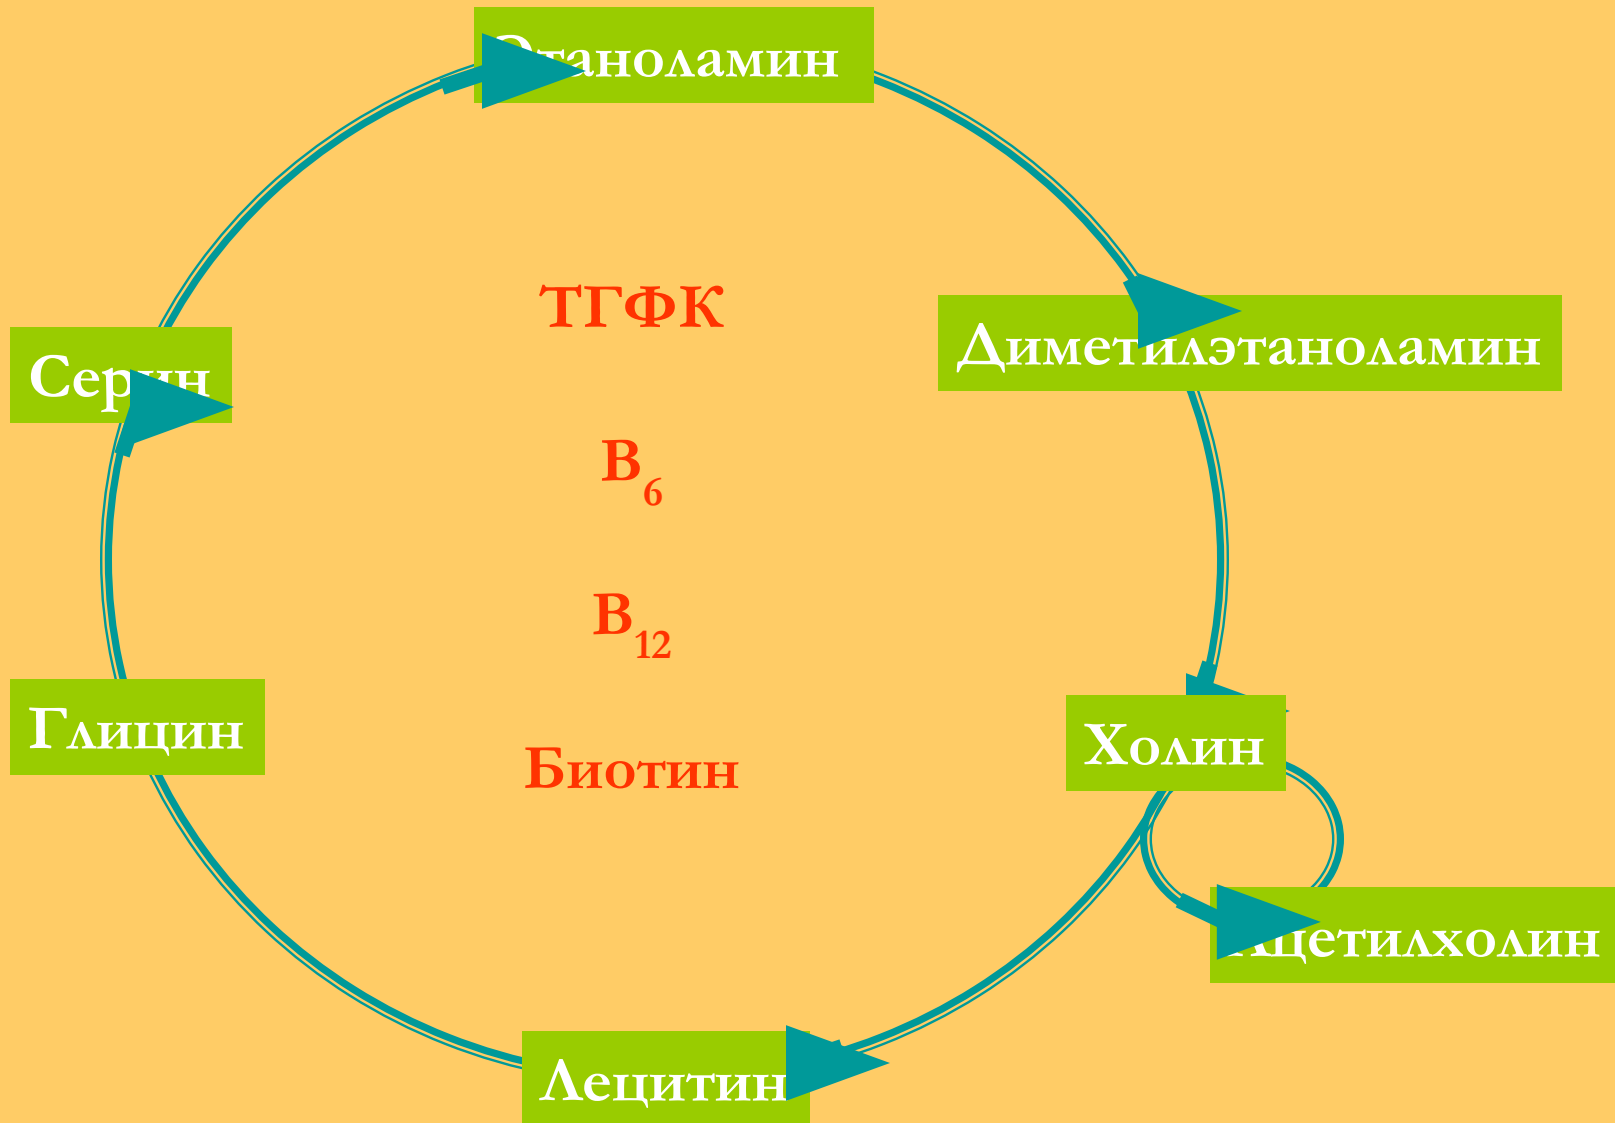 Этаноламин
ТГФК
Диметилэтаноламин
Серин
В6
В12
Глицин
Холин
Биотин
Ацетилхолин
Лецитин